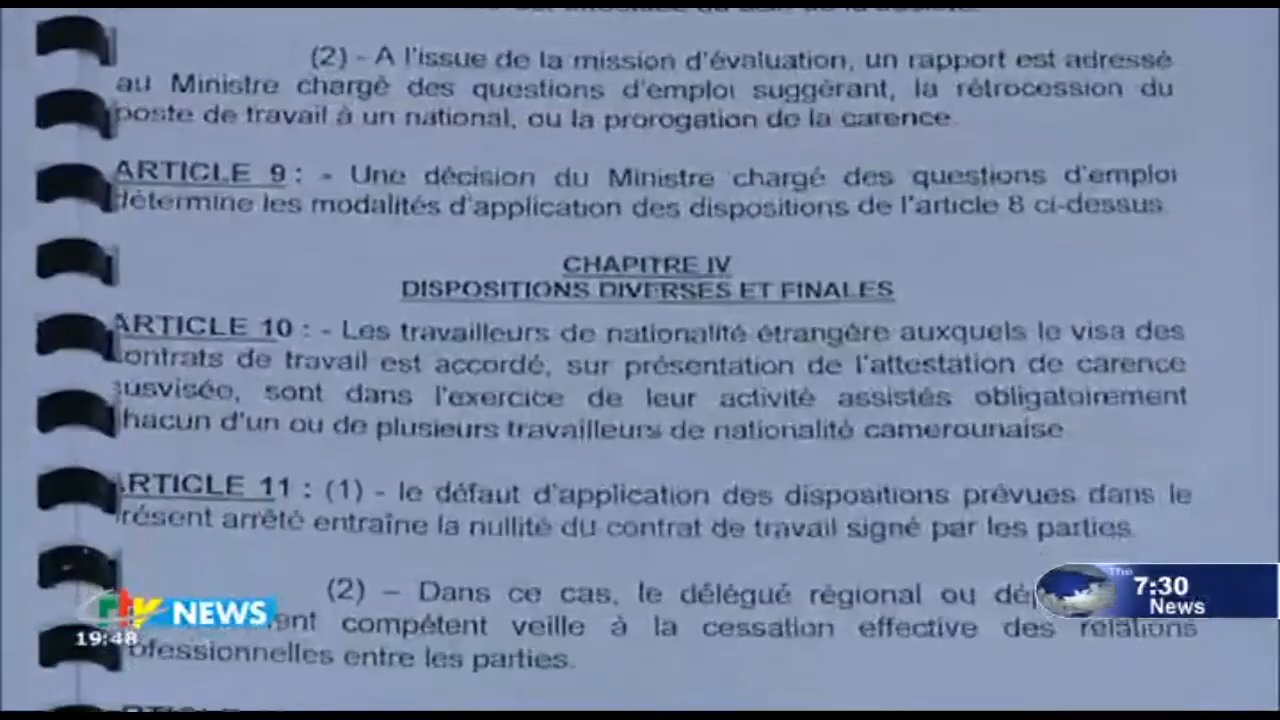 (2) - A l'issue de la mission d'évaluation, un rapport est adressé
au Ministre chargé des questions d'emploi suggérant, la rétrocession du
poste de travail à un national, ou la prorogation de la carence.
ARTICLE 9 : - Une décision du Ministre chargé des questions d'emploi
détermine les modalités d'application des dispositions de l'article 8 ci-dessus.
CHAPITRE IV
DISPOSITIONS DIVERSES ET FINALES
ARTICLE 10 : - Les travailleurs de nationalité étrangère auxquels le visa des
contrats de travail est accordé, sur présentation de l'attestation de carence
susvisée, sont dans l'exercice de leur activité assistés obligatoirement
chacun d'un ou de plusieurs travailleurs de nationalité camerounaise.
ARTICLE 11 : (1) - le défaut d'application des dispositions prévues dans le
présent arrêté entraîne la nullité du contrat de travail signé par les parties.
(2) – Dans ce cas, le délégué régional ou
compétent veille à la cessation effective des relations
professionnelles entre les parties.
NEWS
19:48
The
7:30
News